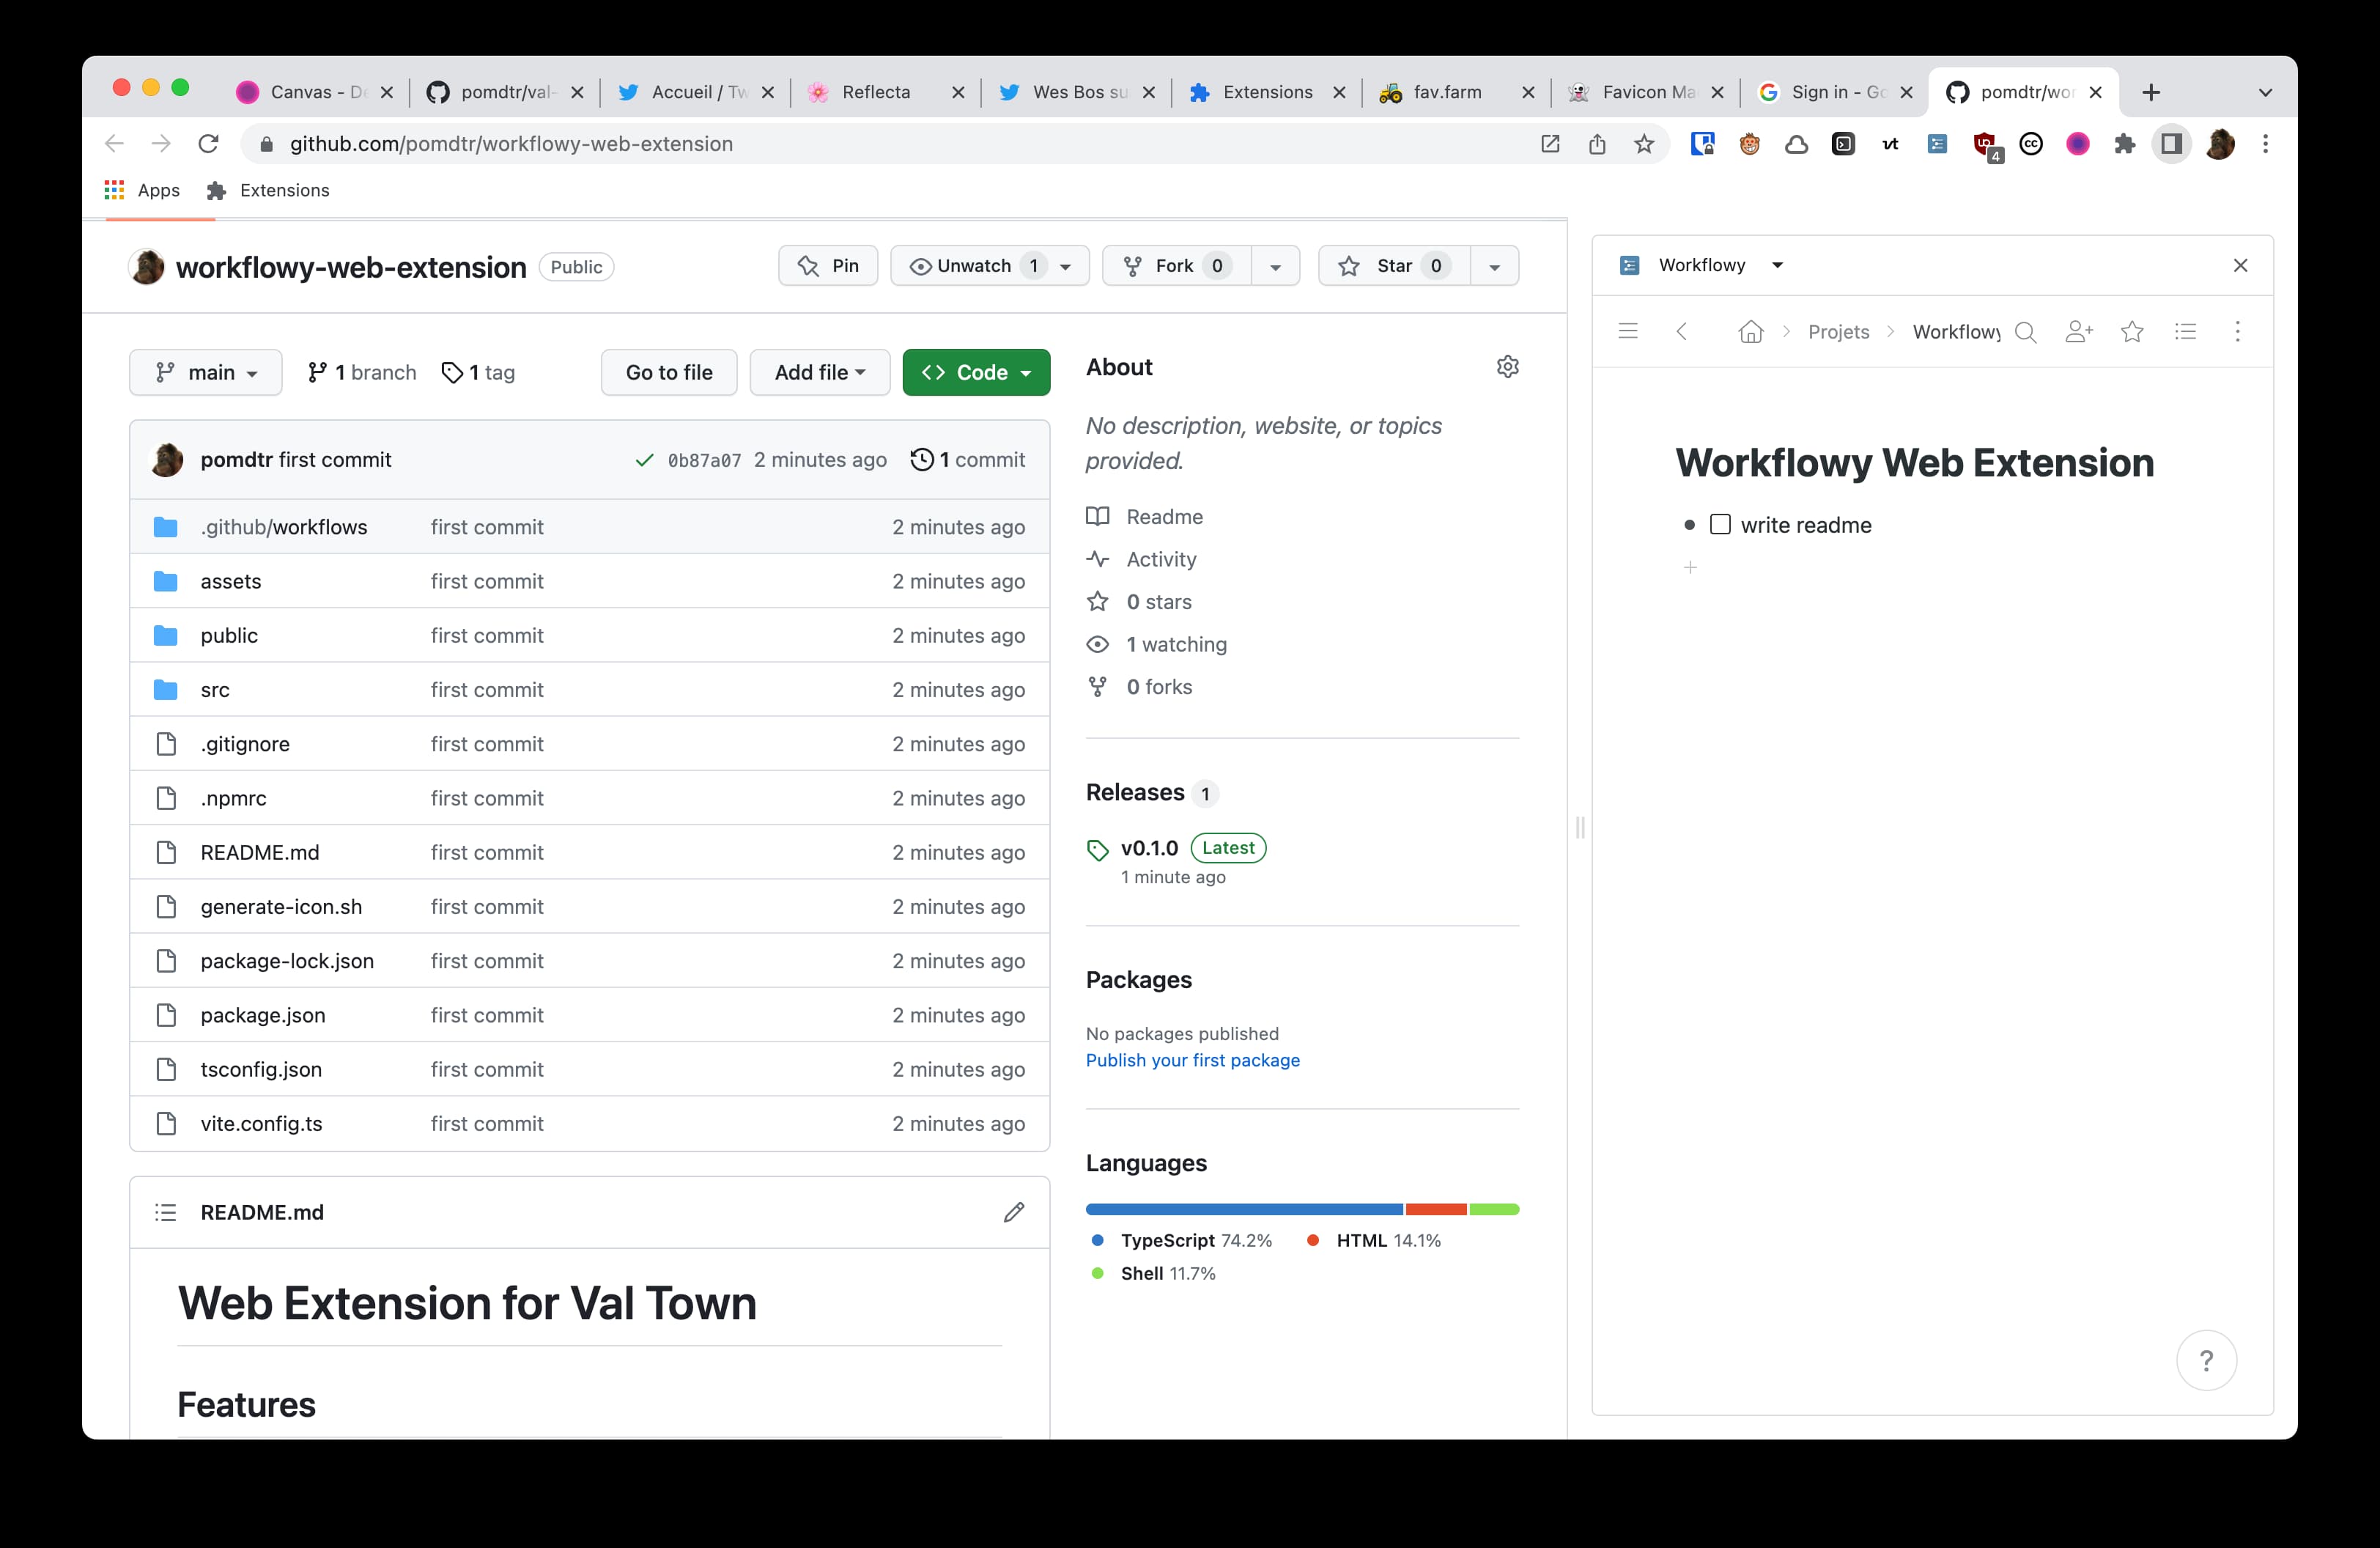 Canvas - De
pomdtr/val-
Accueil / Tw
Reflecta
Wes Bos su
Extensions
fav.farm
Favicon Ma
Sign in - Go
pomdtr/wor
github.com/pomdtr/workflowy-web-extension
4
Apps
Extensions
workflowy-web-extension Public
Pin
Unwatch 1
Fork 0
Star 0
main
1 branch
1 tag
Go to file
Add file
Code
pomdtr first commit 0b87a07 2 minutes ago 1 commit
.github/workflows first commit 2 minutes ago
assets first commit 2 minutes ago
public first commit 2 minutes ago
src first commit 2 minutes ago
.gitignore first commit 2 minutes ago
.npmrc first commit 2 minutes ago
README.md first commit 2 minutes ago
generate-icon.sh first commit 2 minutes ago
package-lock.json first commit 2 minutes ago
package.json first commit 2 minutes ago
tsconfig.json first commit 2 minutes ago
vite.config.ts first commit 2 minutes ago
README.md
Web Extension for Val Town
Features
About
No description, website, or topics
provided.
Readme
Activity
0 stars
1 watching
0 forks
Releases 1
v0.1.0 Latest
1 minute ago
Packages
No packages published
Publish your first package
Languages
TypeScript 74.2% HTML 14.1%
Shell 11.7%
Workflowy
Projets > Workflowy
Workflowy Web Extension
write readme
?